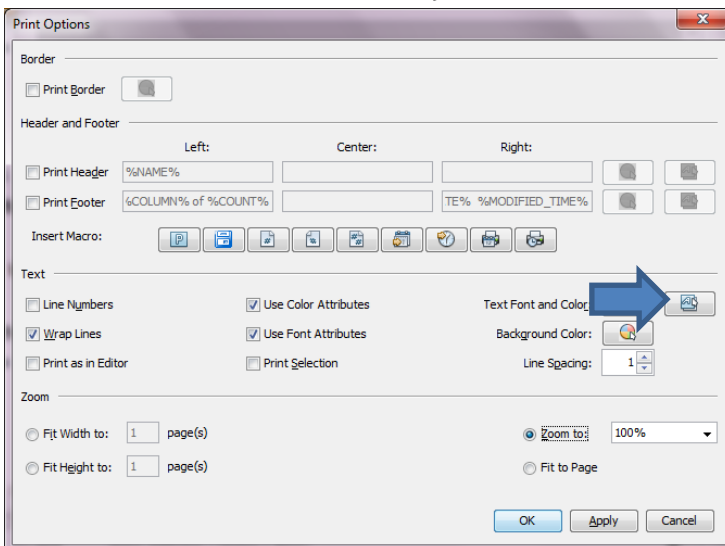 Print Options
Border
Print Border
Header and Footer
Left: Center: Right:
Print Header %NAME%
Print Footer %COLUMN% of %COUNT% TE% %MODIFIED_TIME%
Insert Macro:
Text
Line Numbers Use Color Attributes Text Font and Color
Wrap Lines Use Font Attributes Background Color:
Print as in Editor Print Selection Line Spacing: 1
Zoom
Fit Width to: 1 page(s) Zoom to: 100%
Fit Height to: 1 page(s) Fit to Page
OK Apply Cancel